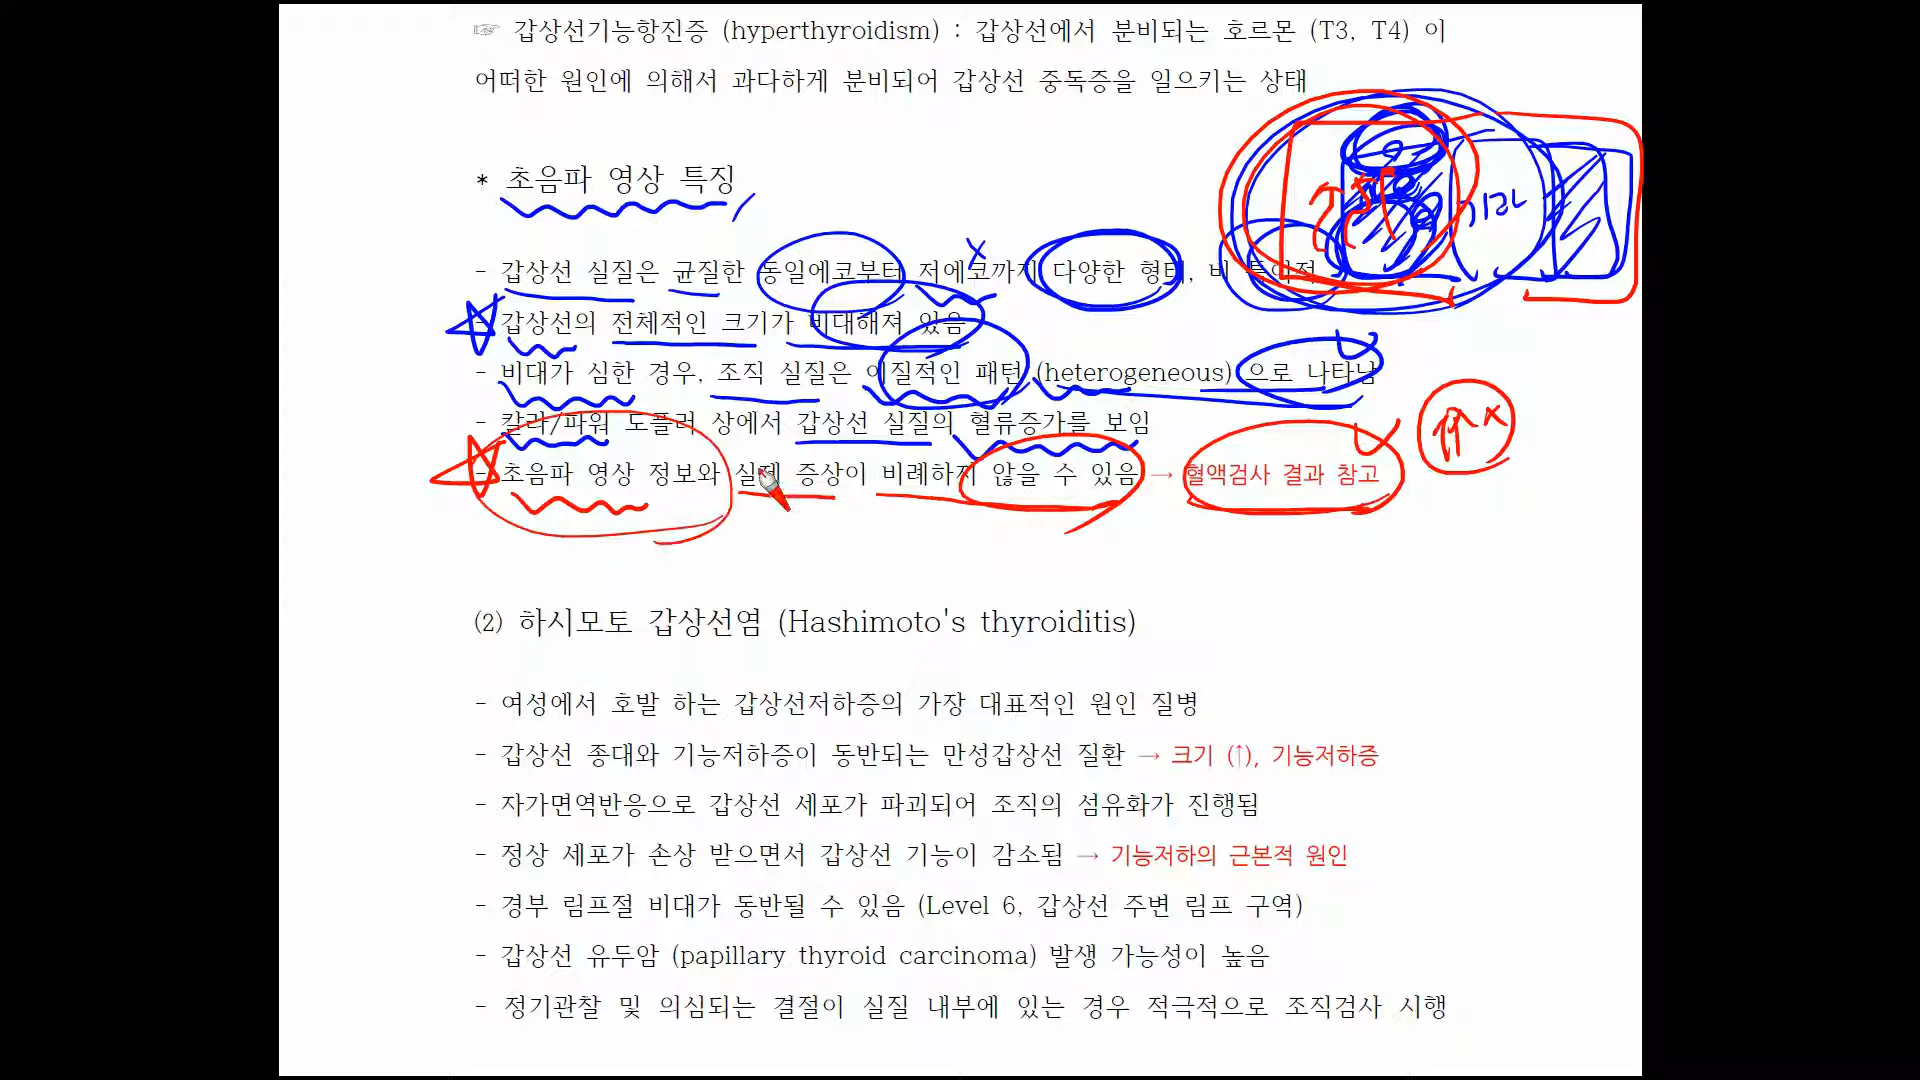 ☞ 갑상선기능항진증 (hyperthyroidism) : 갑상선에서 분비되는 호르몬 (T3, T4) 이
어떠한 원인에 의해서 과다하게 분비되어 갑상선 중독증을 일으키는 상태
* 초음파 영상 특징
- 갑상선 실질은 균질한 동일에코부터 저에코까지 다양한 형태, 비 특이적
- 갑상선의 전체적인 크기가 비대해져 있음
- 비대가 심한 경우, 조직 실질은 이질적인 패턴 (heterogeneous) 으로 나타남
- 칼라/파워 도플러 상에서 갑상선 실질의 혈류증가를 보임
- 초음파 영상 정보와 실제 증상이 비례하지 않을 수 있음 → 혈액검사 결과 참고
(2) 하시모토 갑상선염 (Hashimoto's thyroiditis)
- 여성에서 호발 하는 갑상선저하증의 가장 대표적인 원인 질병
- 갑상선 종대와 기능저하증이 동반되는 만성갑상선 질환 → 크기 (↑), 기능저하증
- 자가면역반응으로 갑상선 세포가 파괴되어 조직의 섬유화가 진행됨
- 정상 세포가 손상 받으면서 갑상선 기능이 감소됨 → 기능저하의 근본적 원인
- 경부 림프절 비대가 동반될 수 있음 (Level 6, 갑상선 주변 림프 구역)
- 갑상선 유두암 (papillary thyroid carcinoma) 발생 가능성이 높음
- 정기관찰 및 의심되는 결절이 실질 내부에 있는 경우 적극적으로 조직검사 시행